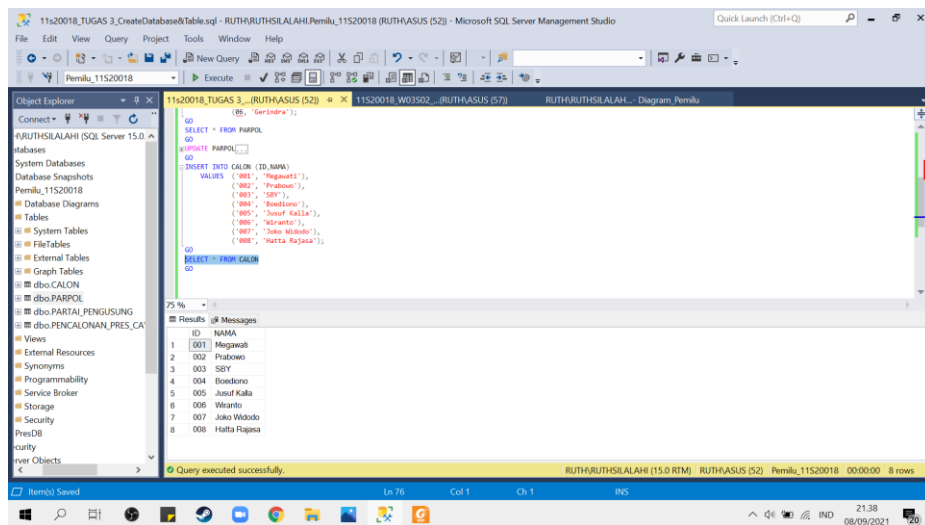 11s20018_TUGAS 3_CreateDatabase&Table.sql - RUTH\RUTHSILALAHI.Pemilu_11S20018 (RUTH\ASUS (52)) - Microsoft SQL Server Management Studio
Quick Launch (Ctrl+Q)
File Edit View Query Project Tools Window Help
New Query
Pemilu_11S20018
Execute
Object Explorer
Connect
H\RUTHSILALAHI (SQL Server 15.0
atabases
System Databases
Database Snapshots
Pemilu_11S20018
Database Diagrams
Tables
System Tables
FileTables
External Tables
Graph Tables
dbo.CALON
dbo.PARPOL
dbo.PARTAI_PENGUSUNG
dbo.PENCALONAN_PRES_CA
Views
External Resources
Synonyms
Programmability
Service Broker
Storage
Security
PresDB
curity
rver Objects
11s20018_TUGAS 3_...(RUTH\ASUS (52))
11S20018_W03S02_...(RUTH\ASUS (57))
RUTH\RUTHSILALAH...- Diagram_Pemilu
(06, 'Gerindra');
GO
SELECT * FROM PARPOL
GO
UPDATE PARPOL...
GO
INSERT INTO CALON (ID,NAMA)
VALUES ('001', 'Megawati'),
('002', 'Prabowo'),
('003', 'SBY'),
('004', 'Boediono'),
('005', 'Jusuf Kalla'),
('006', 'Wiranto'),
('007', 'Joko Widodo'),
('008', 'Hatta Rajasa');
GO
SELECT * FROM CALON
GO
75 %
Results Messages
ID NAMA
1 001 Megawati
2 002 Prabowo
3 003 SBY
4 004 Boediono
5 005 Jusuf Kalla
6 006 Wiranto
7 007 Joko Widodo
8 008 Hatta Rajasa
Query executed successfully.
RUTH\RUTHSILALAHI (15.0 RTM) RUTH\ASUS (52) Pemilu_11S20018 00:00:00 8 rows
Item(s) Saved
Ln 76 Col 1 Ch 1 INS
IND
21.38
08/09/2021
20